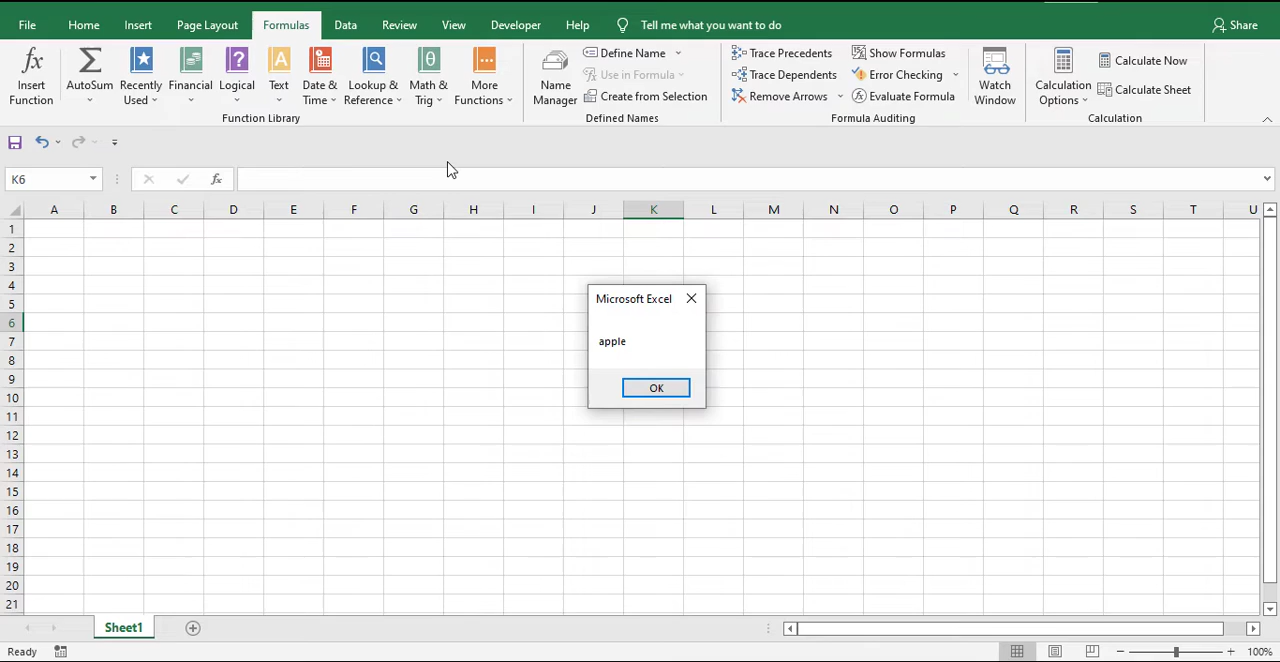 File Home Insert Page Layout Formulas Data Review View Developer Help Tell me what you want to do Share
fx Insert Function
Σ AutoSum
Recently Used
Financial
? Logical
A Text
Date & Time
Lookup & Reference
θ Math & Trig
More Functions
Function Library
Name Manager
Define Name
Use in Formula
Create from Selection
Defined Names
Trace Precedents
Trace Dependents
Remove Arrows
Show Formulas
Error Checking
Evaluate Formula
Formula Auditing
Watch Window
Calculation Options
Calculate Now
Calculate Sheet
Calculation
K6 fx
A B C D E F G H I J K L M N O P Q R S T U
1
2
3
4
5
6
7
8
9
10
11
12
13
14
15
16
17
18
19
20
21
Microsoft Excel
apple
OK
Sheet1
Ready 100%